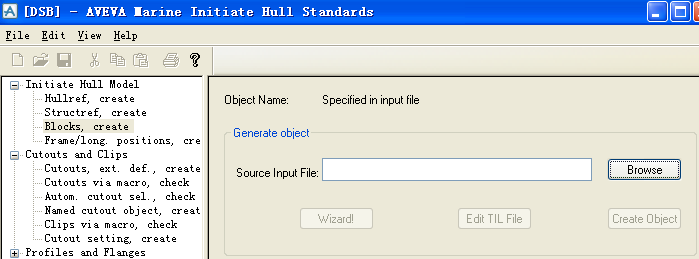 [DSB] - AVEVA Marine Initiate Hull Standards
File Edit View Help
Initiate Hull Model
Hullref, create
Structref, create
Blocks, create
Frame/long. positions, cre
Cutouts and Clips
Cutouts, ext. def., create
Cutouts via macro, check
Autom. cutout sel., check
Named cutout object, creat
Clips via macro, check
Cutout setting, create
Profiles and Flanges
Object Name: Specified in input file
Generate object
Source Input File: Browse
Wizard! Edit TIL File Create Object